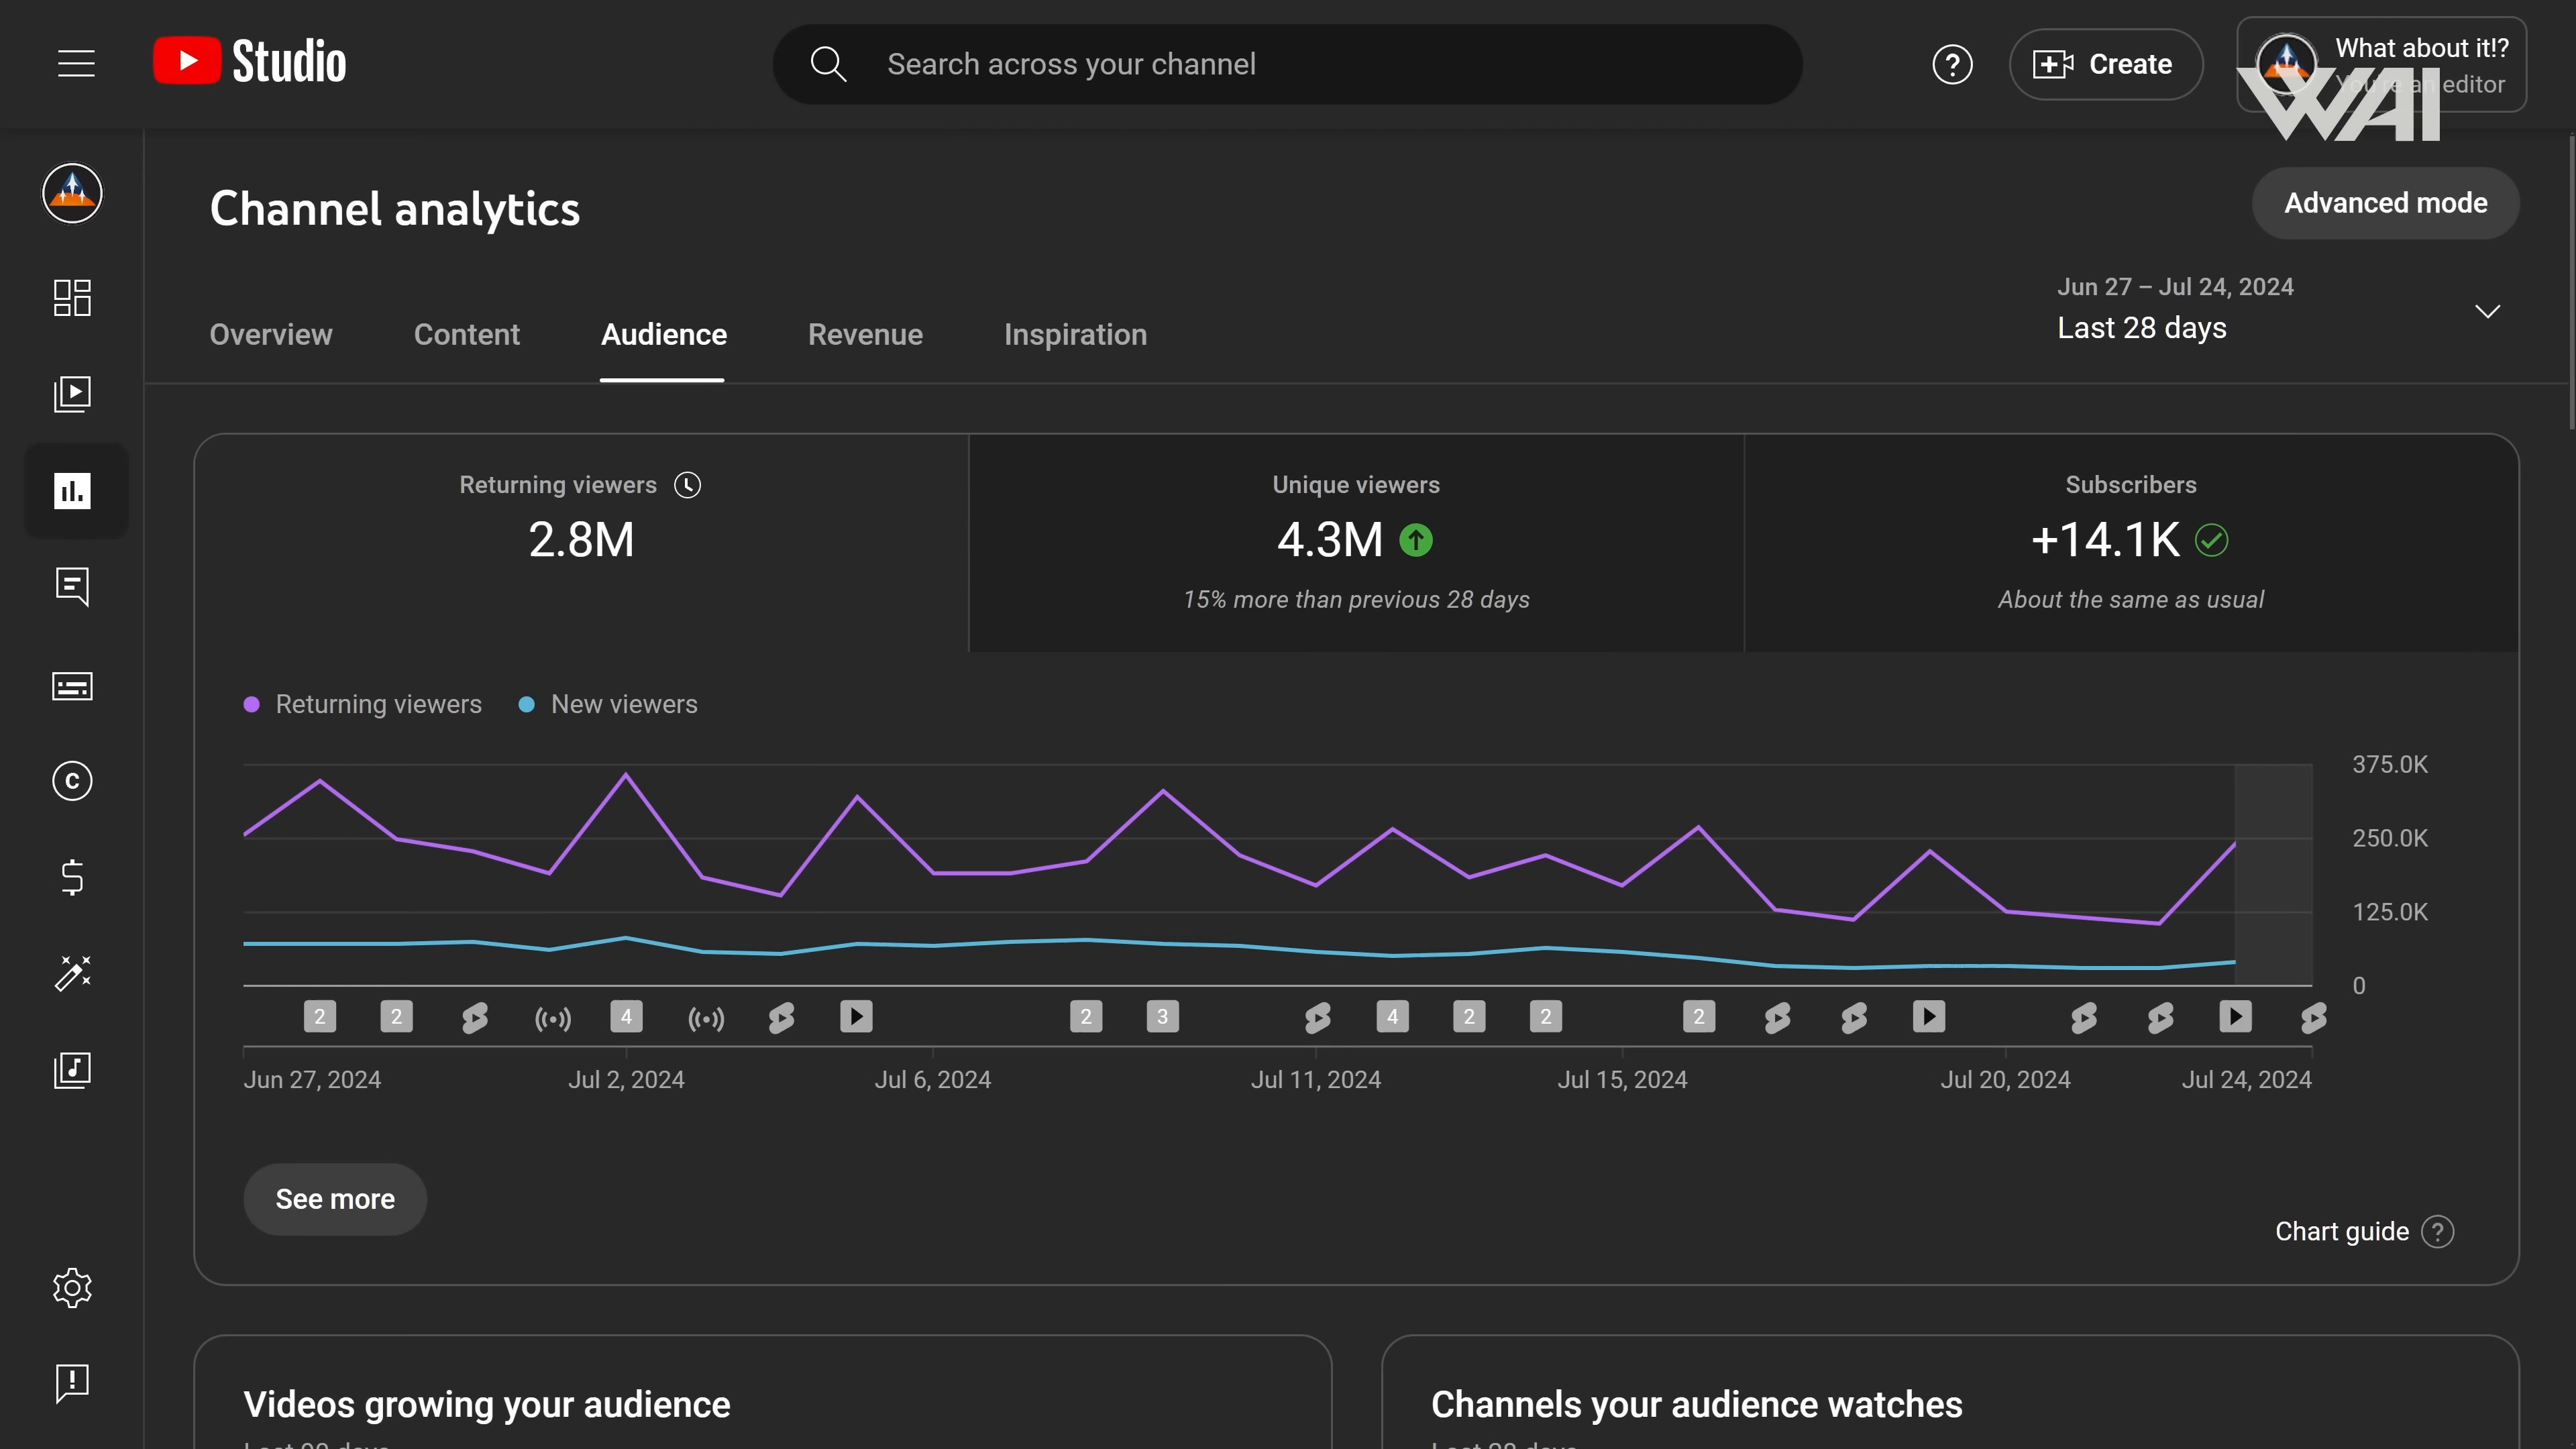 Studio
Search across your channel
?
Create
What about it!?
You're an editor
WAI
Channel analytics
Advanced mode
Overview
Content
Audience
Revenue
Inspiration
Jun 27 – Jul 24, 2024
Last 28 days
Returning viewers
2.8M
Unique viewers
4.3M
15% more than previous 28 days
Subscribers
+14.1K
About the same as usual
Returning viewers
New viewers
375.0K
250.0K
125.0K
0
2 2 4 2 3 4 2 2 2
Jun 27, 2024
Jul 2, 2024
Jul 6, 2024
Jul 11, 2024
Jul 15, 2024
Jul 20, 2024
Jul 24, 2024
See more
Chart guide ?
Videos growing your audience
Channels your audience watches